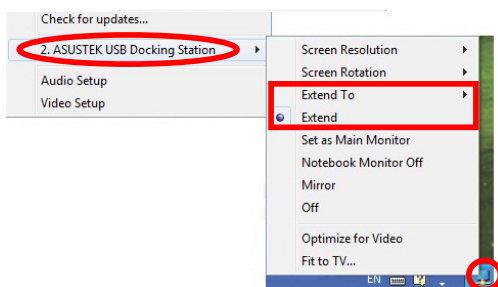 Check for updates...
2. ASUSTEK USB Docking Station
Audio Setup
Video Setup
Screen Resolution
Screen Rotation
Extend To
Extend
Set as Main Monitor
Notebook Monitor Off
Mirror
Off
Optimize for Video
Fit to TV...
EN